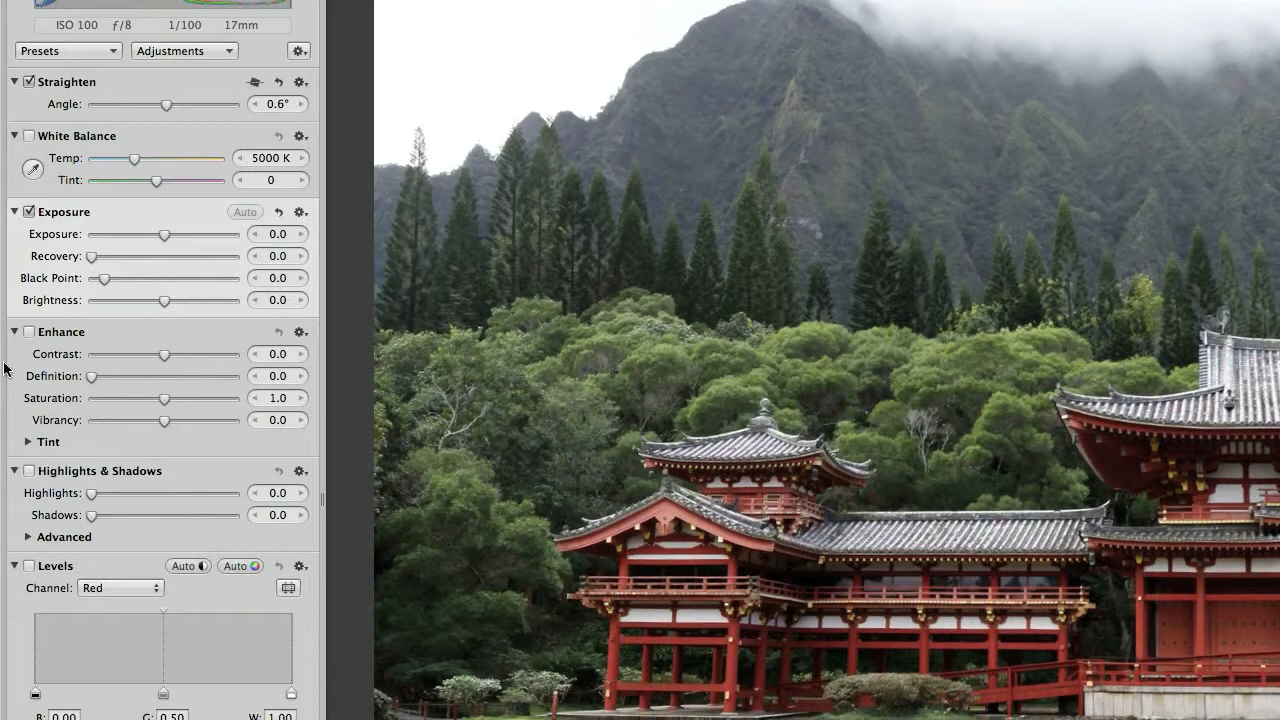 ISO 100 ƒ/8 1/100 17mm
Presets Adjustments
Straighten
Angle: 0.6°
White Balance
Temp: 5000 K
Tint: 0
Exposure Auto
Exposure: 0.0
Recovery: 0.0
Black Point: 0.0
Brightness: 0.0
Enhance
Contrast: 0.0
Definition: 0.0
Saturation: 1.0
Vibrancy: 0.0
Tint
Highlights & Shadows
Highlights: 0.0
Shadows: 0.0
Advanced
Levels Auto Auto
Channel: Red
B: 0.00 G: 0.50 W: 1.00